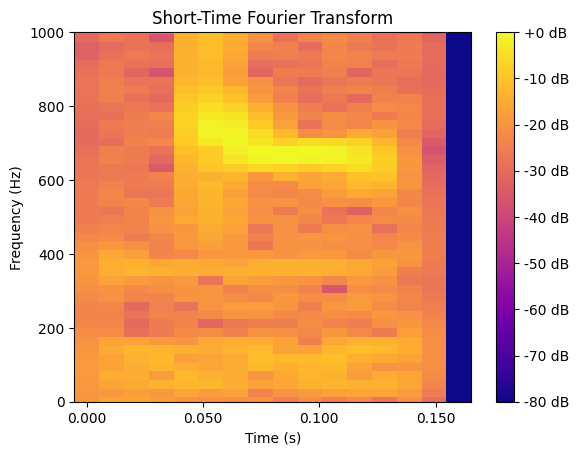 Short-Time Fourier Transform
1000
800
600
400
200
0
Frequency (Hz)
0.000
0.050
0.100
0.150
Time (s)
+0 dB
-10 dB
-20 dB
-30 dB
-40 dB
-50 dB
-60 dB
-70 dB
-80 dB